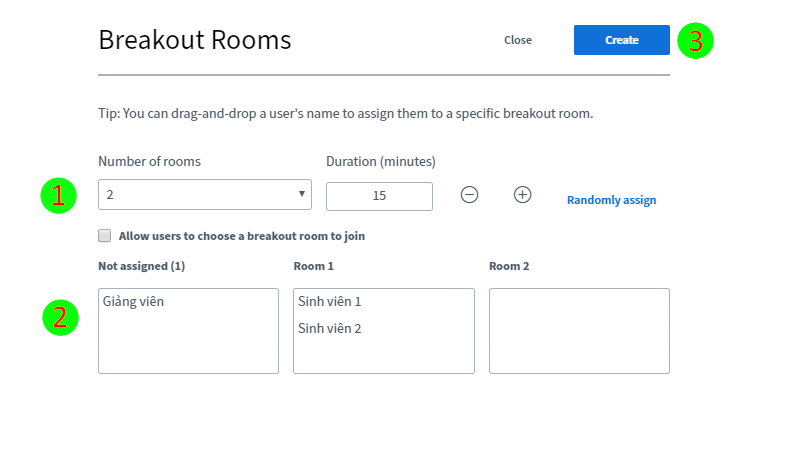 Breakout Rooms
Close
Create
3
Tip: You can drag-and-drop a user's name to assign them to a specific breakout room.
Number of rooms
Duration (minutes)
1
2
15
Randomly assign
Allow users to choose a breakout room to join
Not assigned (1)
Room 1
Room 2
2
Giảng viên
Sinh viên 1
Sinh viên 2